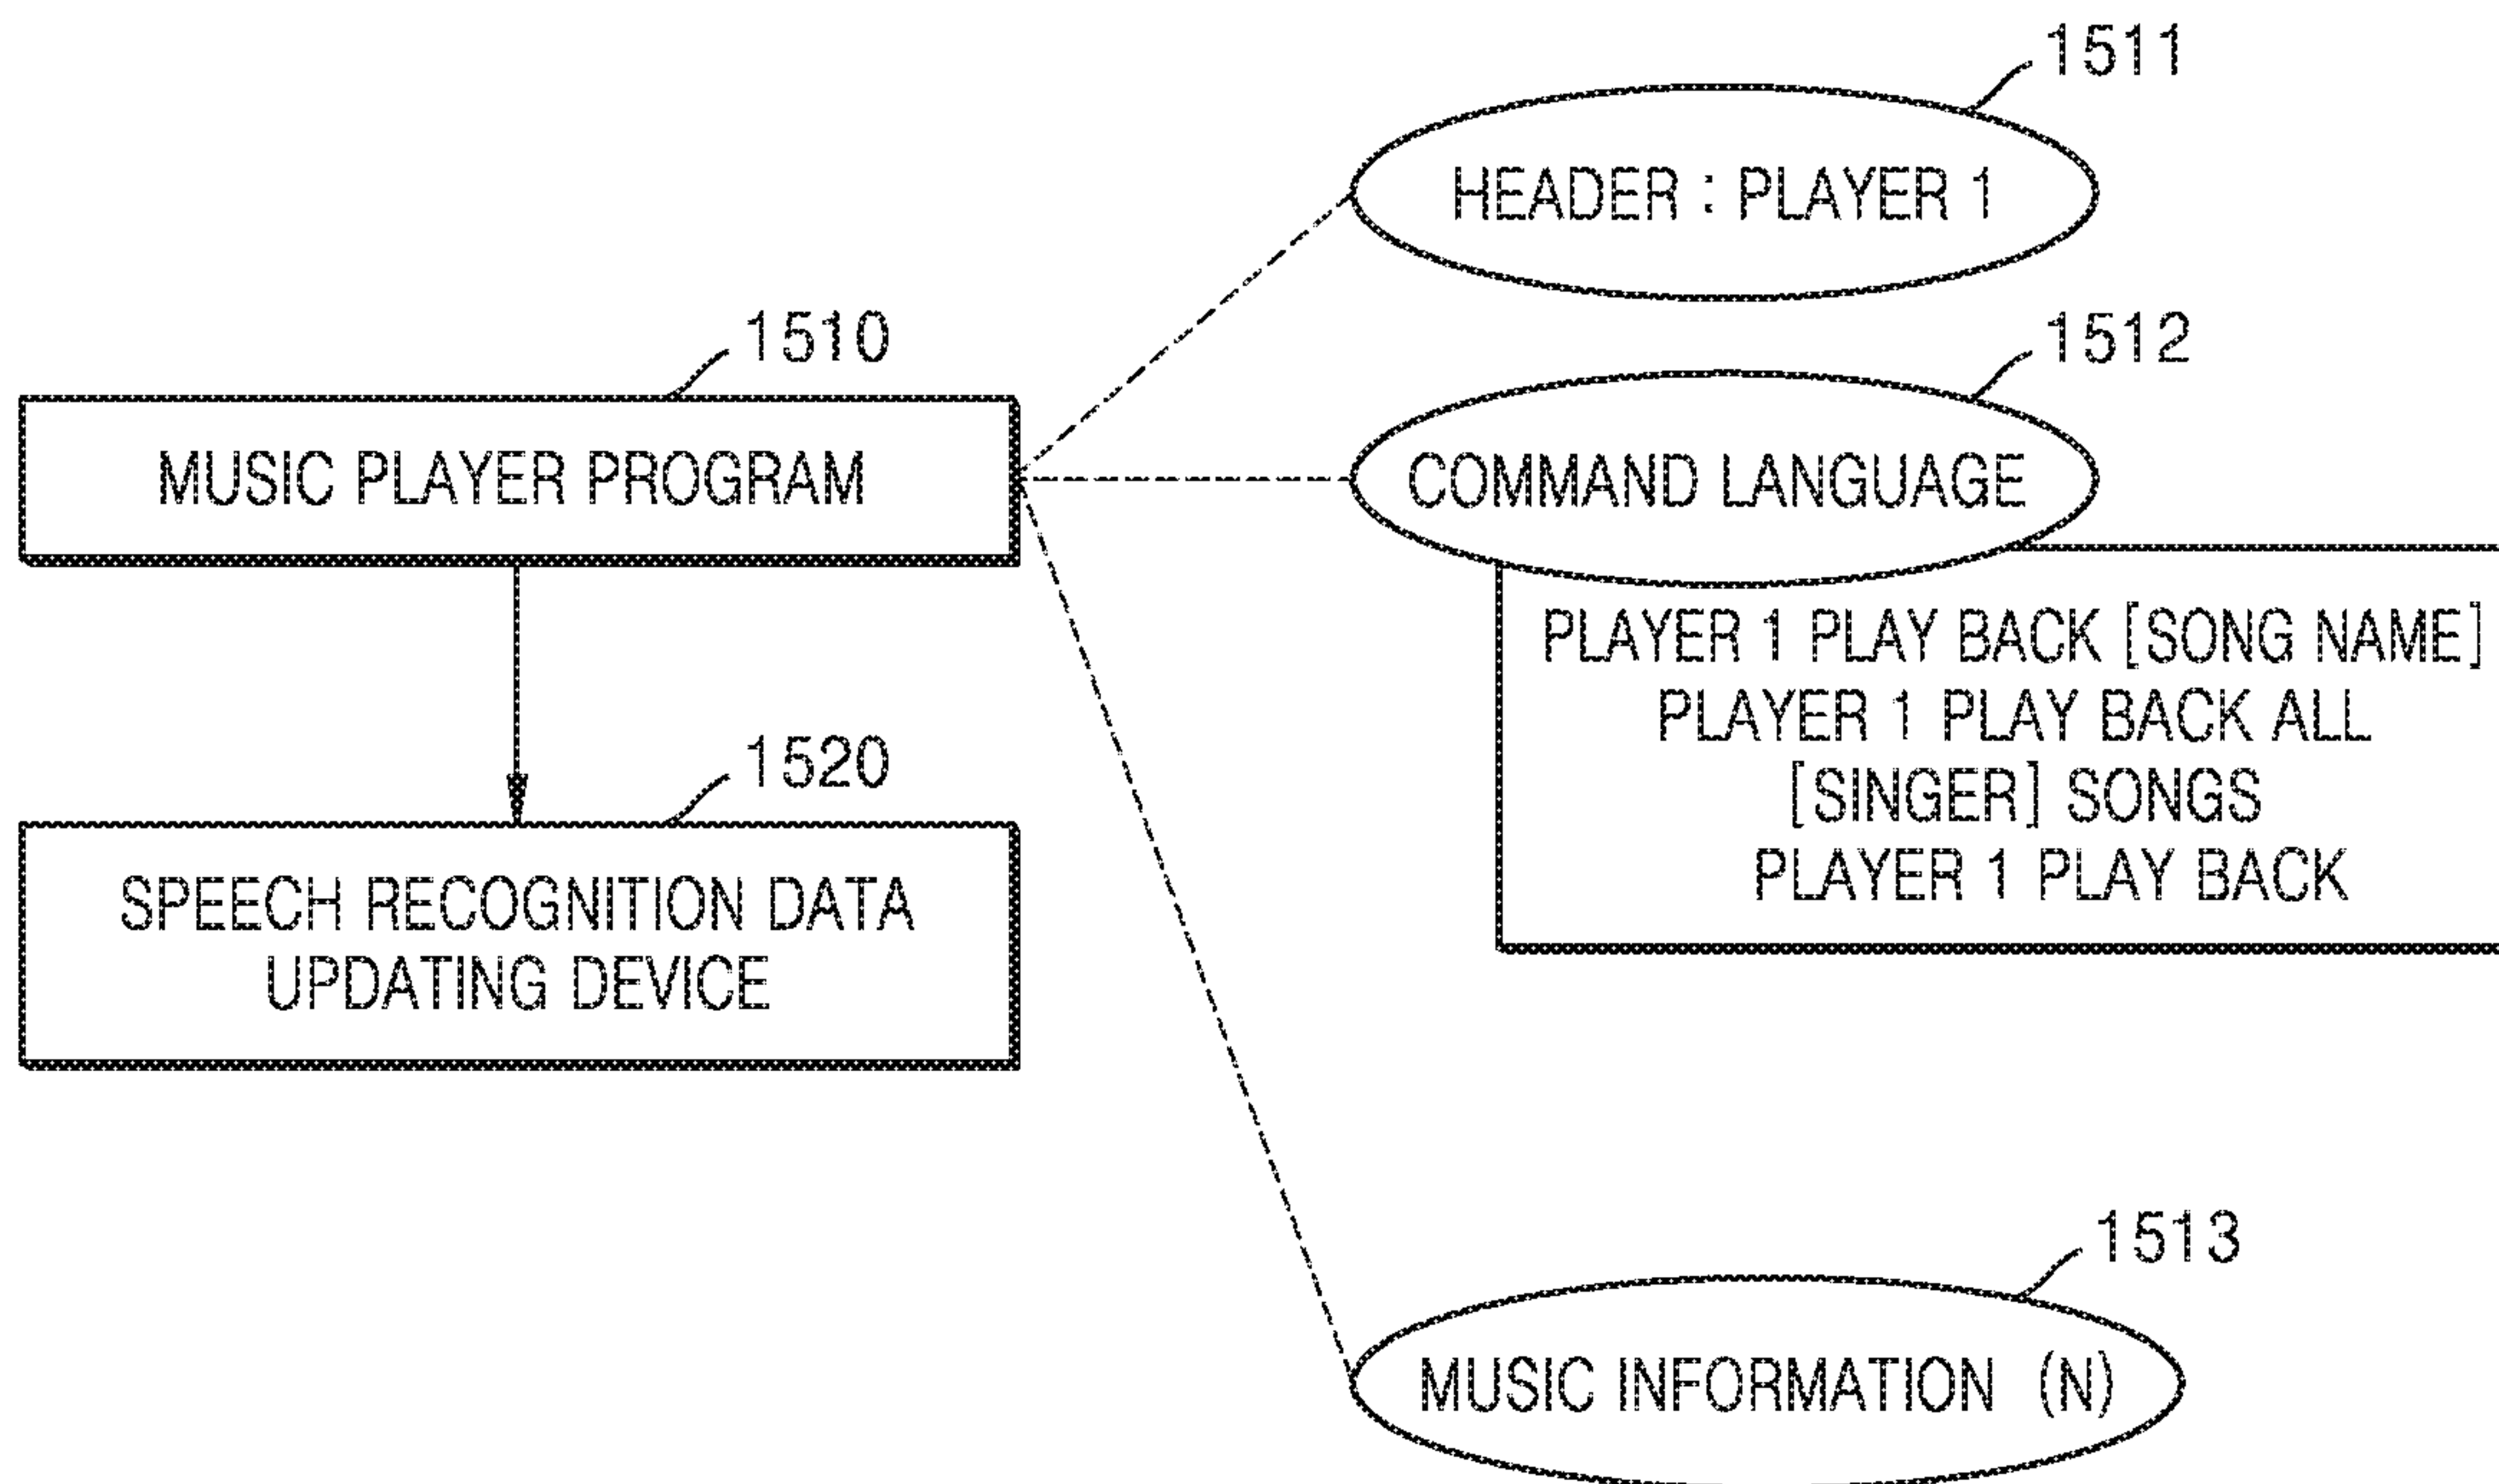 1511
HEADER : PLAYER 1
1510
MUSIC PLAYER PROGRAM
1512
COMMAND LANGUAGE
PLAYER 1 PLAY BACK [SONG NAME]
PLAYER 1 PLAY BACK ALL
[SINGER] SONGS
PLAYER 1 PLAY BACK
1520
SPEECH RECOGNITION DATA
UPDATING DEVICE
1513
MUSIC INFORMATION (N)